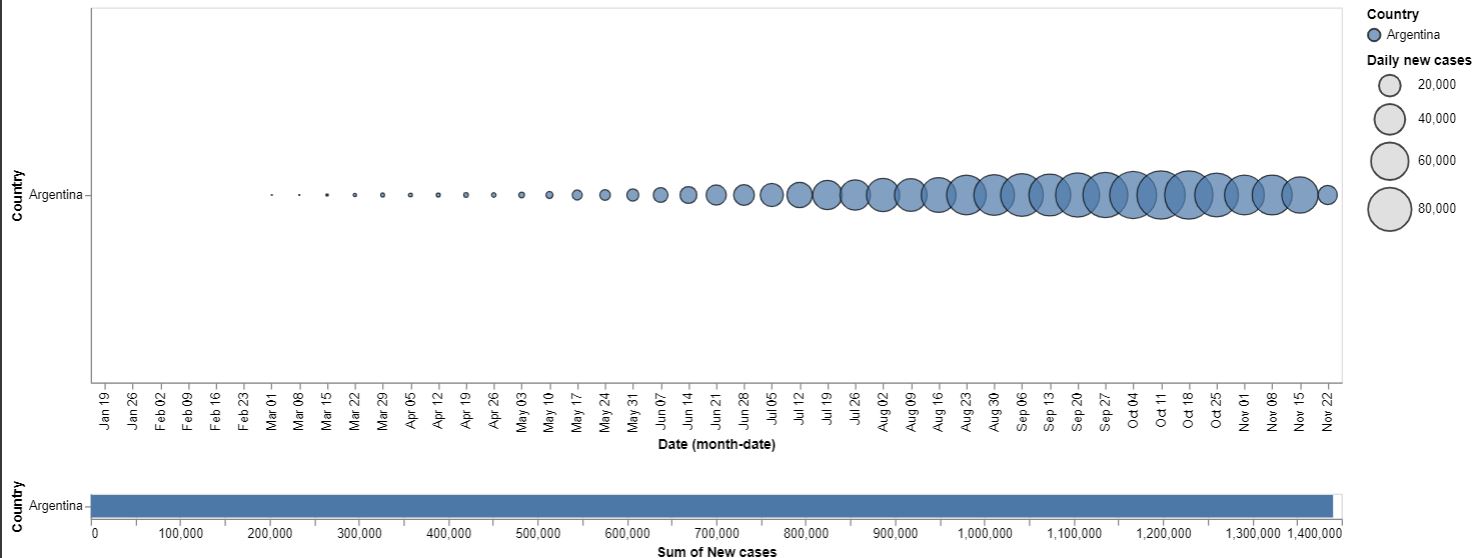 Country
Argentina
Daily new cases
20,000
40,000
60,000
80,000
Country
Argentina
Jan 19
Jan 26
Feb 02
Feb 09
Feb 16
Feb 23
Mar 01
Mar 08
Mar 15
Mar 22
Mar 29
Apr 05
Apr 12
Apr 19
Apr 26
May 03
May 10
May 17
May 24
May 31
Jun 07
Jun 14
Jun 21
Jun 28
Jul 05
Jul 12
Jul 19
Jul 26
Aug 02
Aug 09
Aug 16
Aug 23
Aug 30
Sep 06
Sep 13
Sep 20
Sep 27
Oct 04
Oct 11
Oct 18
Oct 25
Nov 01
Nov 08
Nov 15
Nov 22
Date (month-date)
Country
Argentina
0 100,000 200,000 300,000 400,000 500,000 600,000 700,000 800,000 900,000 1,000,000 1,100,000 1,200,000 1,300,000 1,400,000
Sum of New cases